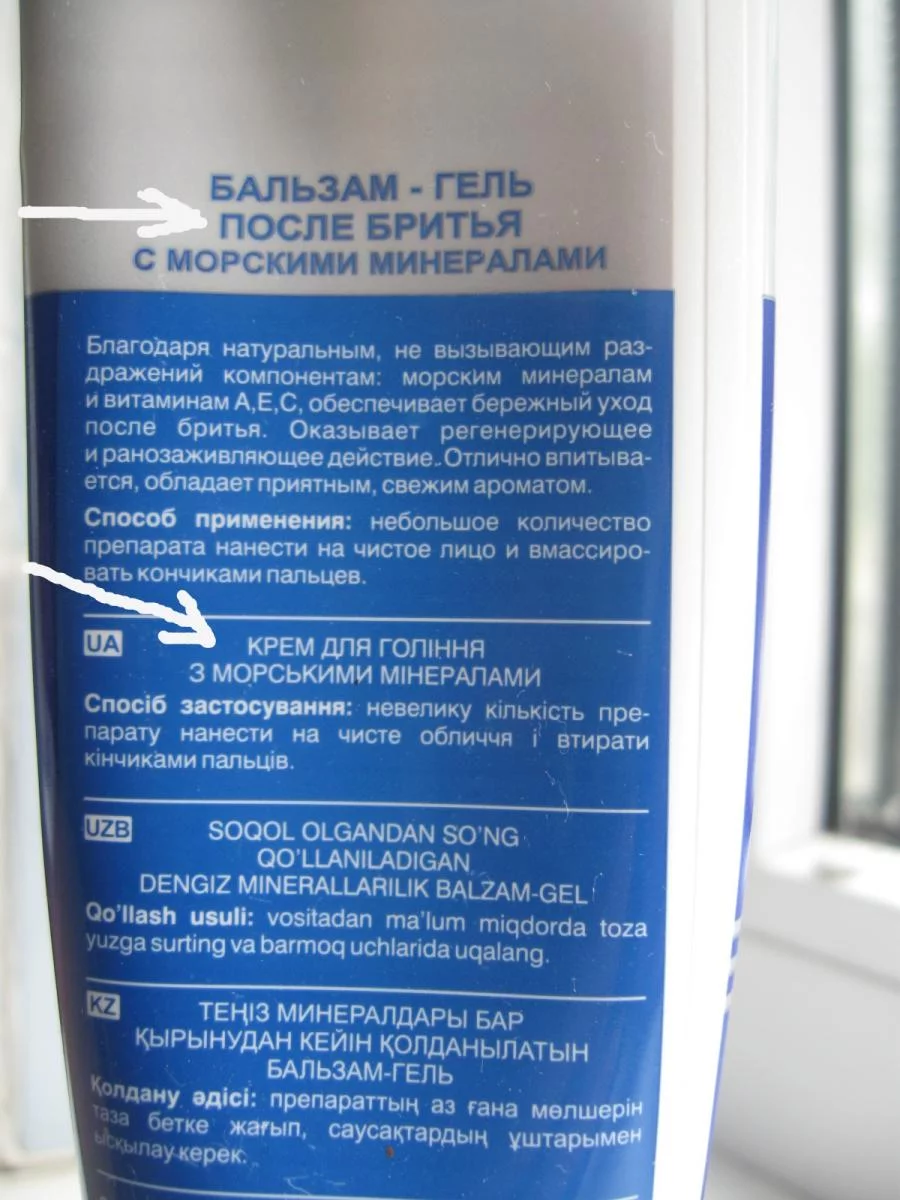 БАЛЬЗАМ - ГЕЛЬ
ПОСЛЕ БРИТЬЯ
С МОРСКИМИ МИНЕРАЛАМИ
Благодаря натуральным, не вызывающим раз-
дражений компонентам: морским минералам
и витаминам А,Е,С, обеспечивает бережный уход
после бритья. Оказывает регенерирующее
и ранозаживляющее действие. Отлично впитыва-
ется, обладает приятным, свежим ароматом.
Способ применения: небольшое количество
препарата нанести на чистое лицо и вмассиро-
вать кончиками пальцев.
UA КРЕМ ДЛЯ ГОЛІННЯ
З МОРСЬКИМИ МІНЕРАЛАМИ
Спосіб застосування: невелику кількість пре-
парату нанести на чисте обличчя і втирати
кінчиками пальців.
UZB SOQOL OLGANDAN SO'NG
QO'LLANILADIGAN
DENGIZ MINERALLARILIK BALZAM-GEL
Qo'llash usuli: vositadan ma'lum miqdorda toza
yuzga surting va barmoq uchlarida uqalang.
KZ ТЕҢІЗ МИНЕРАЛДАРЫ БАР
ҚЫРЫНУДАН КЕЙІН ҚОЛДАНЫЛАТЫН
БАЛЬЗАМ-ГЕЛЬ
Қолдану әдісі: препараттың аз ғана мөлшерін
таза бетке жағып, саусақтардың ұштарымен
ысқылау керек.